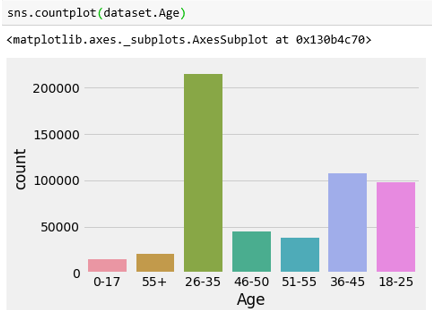 sns.countplot(dataset.Age)
<matplotlib.axes._subplots.AxesSubplot at 0x130b4c70>
200000
150000
100000
50000
0
count
0-17 55+ 26-35 46-50 51-55 36-45 18-25
Age